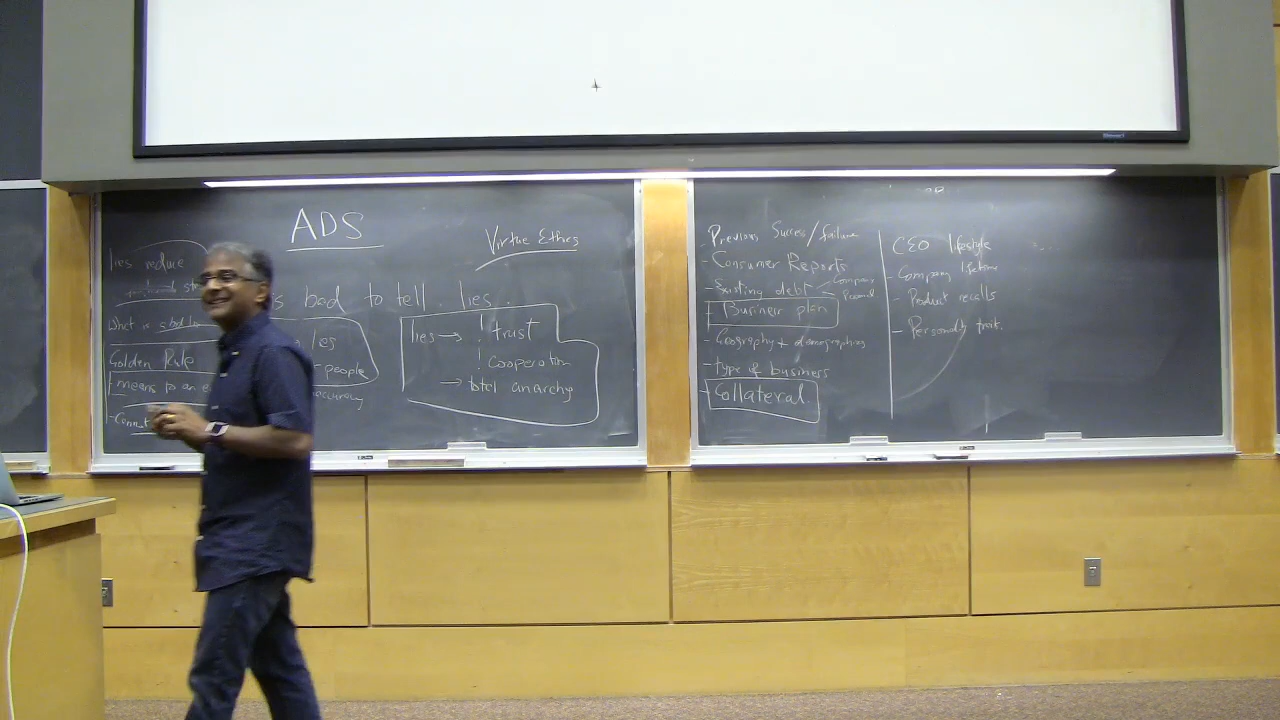 ADS
Virtue Ethics
lies reduce
bad to tell lies.
What is
Golden Rule
means to an
people
accuracy
lies → trust
cooperation
→ total anarchy
Previous Success/failure
- Consumer Reports
- Existing debt
Company
Personal
- Business plan
- Geography + demographics
- Type of business
- Collateral
CEO lifestyle
- Company lifetime
- Product recalls
- Personality traits.